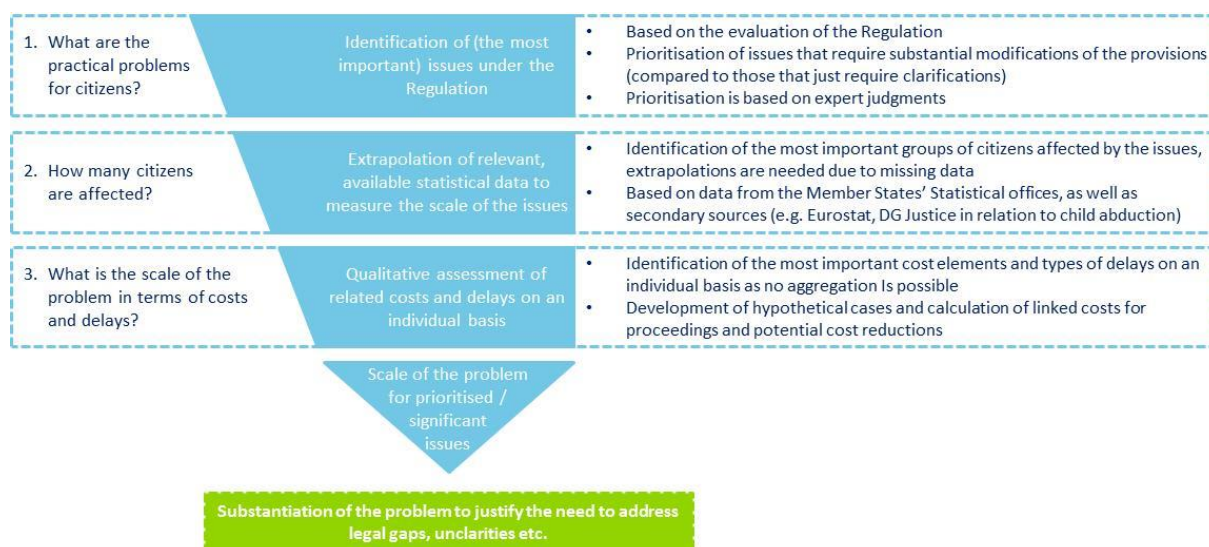 1. What are the
practical problems
for citizens?
Identification of (the most
important) issues under the
Regulation
• Based on the evaluation of the Regulation
• Prioritisation of issues that require substantial modifications of the provisions
(compared to those that just require clarifications)
• Prioritisation is based on expert judgments
2. How many citizens
are affected?
Extrapolation of relevant,
available statistical data to
measure the scale of the issues
• Identification of the most important groups of citizens affected by the issues,
extrapolations are needed due to missing data
• Based on data from the Member States’ Statistical offices, as well as
secondary sources (e.g. Eurostat, DG Justice in relation to child abduction)
3. What is the scale of the
problem in terms of costs
and delays?
Qualitative assessment of
related costs and delays on an
individual basis
• Identification of the most important cost elements and types of delays on an
individual basis as no aggregation Is possible
• Development of hypothetical cases and calculation of linked costs for
proceedings and potential cost reductions
Scale of the problem
for prioritised /
significant
issues
Substantiation of the problem to justify the need to address
legal gaps, unclarities etc.